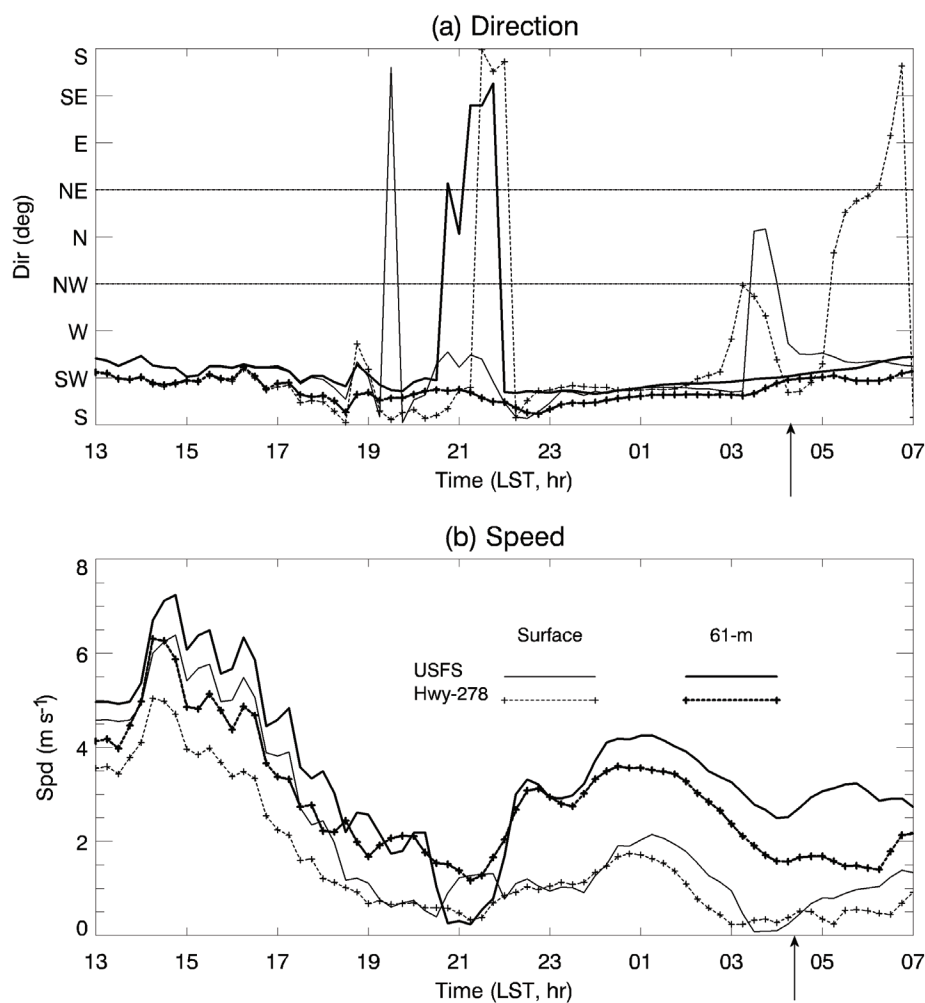 (a) Direction
S
SE
E
NE
N
NW
W
SW
S
Dir (deg)
13 15 17 19 21 23 01 03 05 07
Time (LST, hr)
(b) Speed
8
6
4
2
0
Spd (m s-1)
Surface 61-m
USFS
Hwy-278
13 15 17 19 21 23 01 03 05 07
Time (LST, hr)